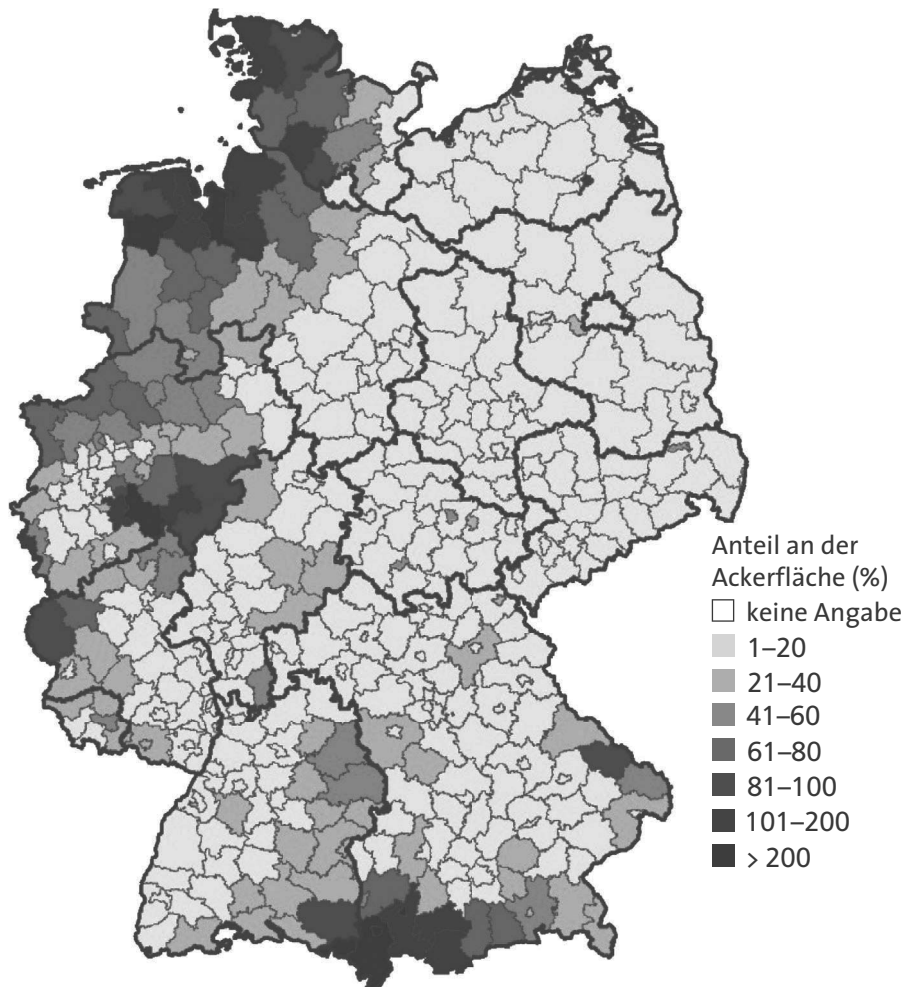 Anteil an der
Ackerfläche (%)
keine Angabe
1–20
21–40
41–60
61–80
81–100
101–200
> 200